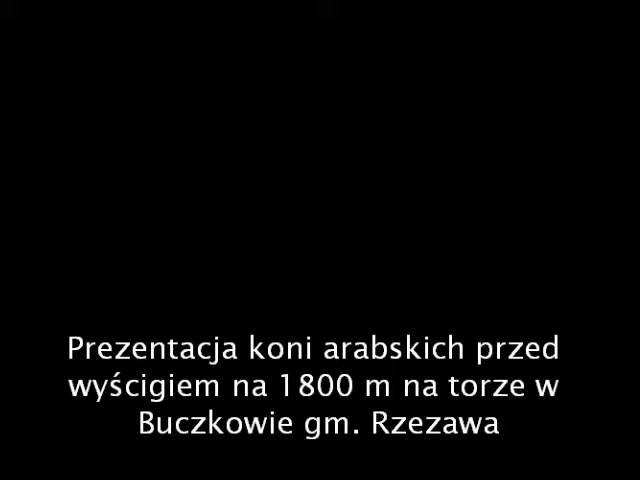 Prezentacja koni arabskich przed
wyścigiem na 1800 m na torze w
Buczkowie gm. Rzezawa